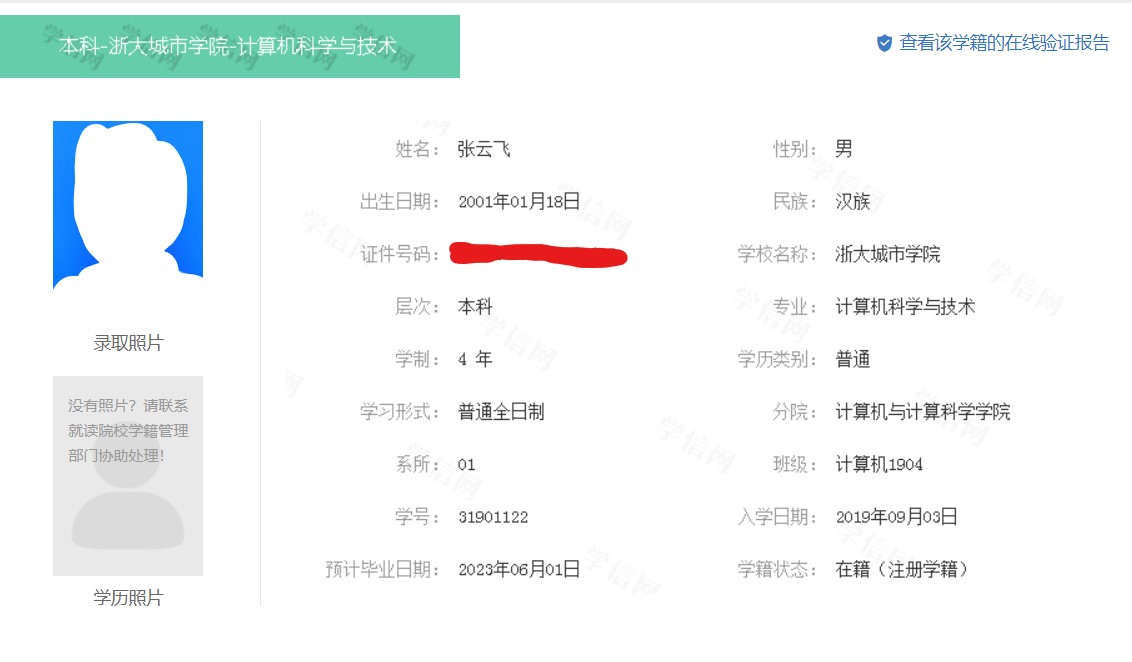 本科-浙大城市学院-计算机科学与技术
查看该学籍的在线验证报告
姓名： 张云飞 性别： 男
出生日期： 2001年01月18日 民族： 汉族
证件号码： 学校名称： 浙大城市学院
层次： 本科 专业： 计算机科学与技术
录取照片
学制： 4 年 学历类别： 普通
没有照片？请联系
就读院校学籍管理
部门协助处理！
学习形式： 普通全日制 分院： 计算机与计算科学学院
系所： 01 班级： 计算机1904
学号： 31901122 入学日期： 2019年09月03日
预计毕业日期： 2023年06月01日 学籍状态： 在籍（注册学籍）
学历照片
学信网